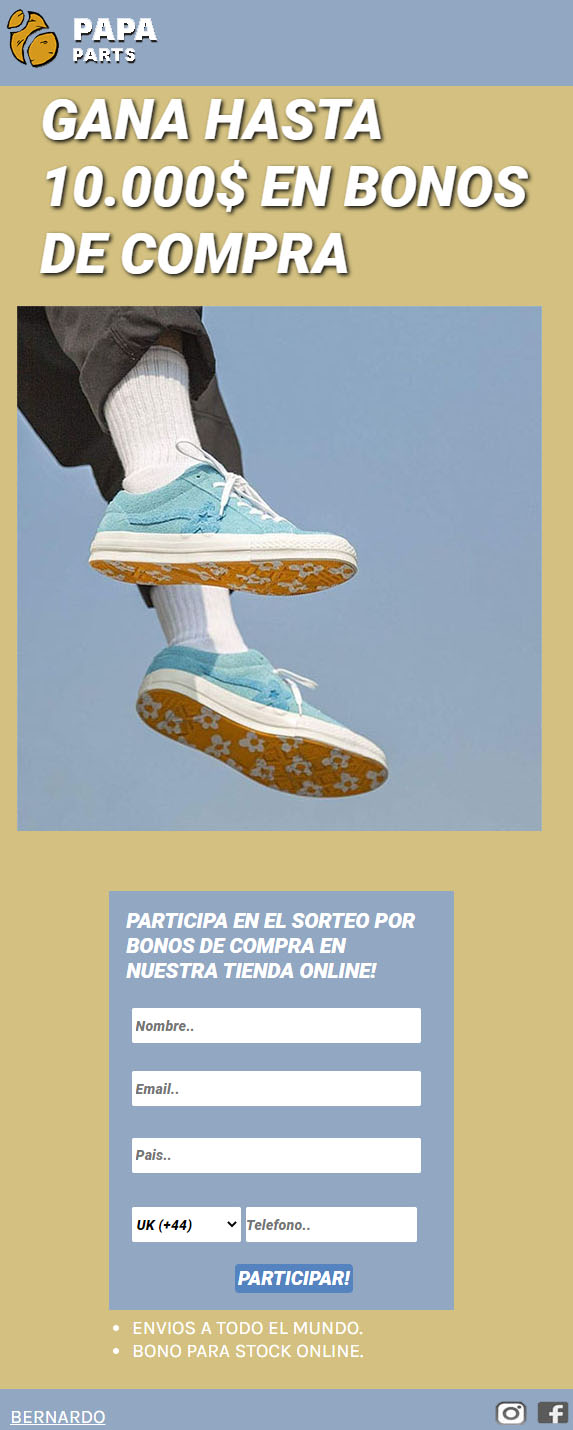 PAPA
PARTS
GANA HASTA
10.000$ EN BONOS
DE COMPRA
PARTICIPA EN EL SORTEO POR
BONOS DE COMPRA EN
NUESTRA TIENDA ONLINE!
Nombre..
Email..
Pais..
UK (+44) Telefono..
PARTICIPAR!
• ENVIOS A TODO EL MUNDO.
• BONO PARA STOCK ONLINE.
BERNARDO